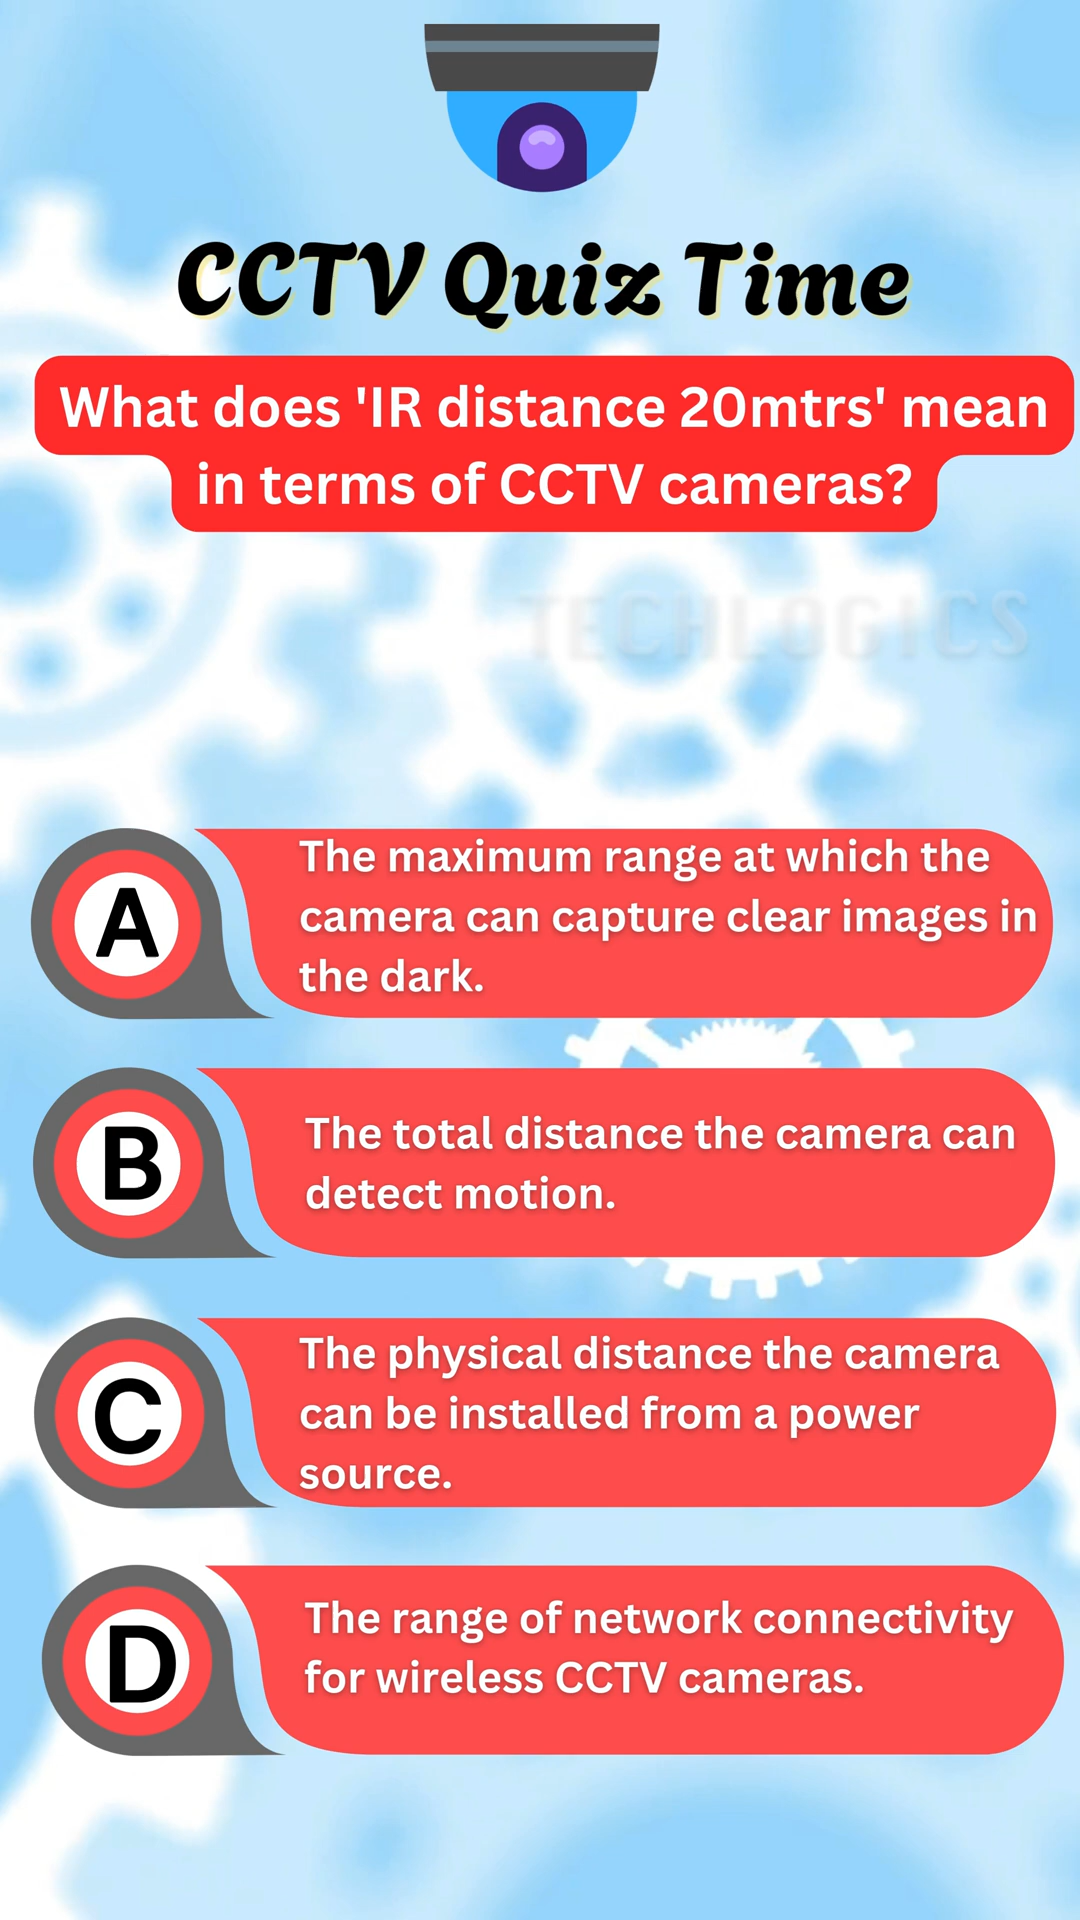 CCTV Quiz Time
What does 'IR distance 20mtrs' mean
in terms of CCTV cameras?
TECHLOGICS
A
The maximum range at which the
camera can capture clear images in
the dark.
B
The total distance the camera can
detect motion.
C
The physical distance the camera
can be installed from a power
source.
D
The range of network connectivity
for wireless CCTV cameras.